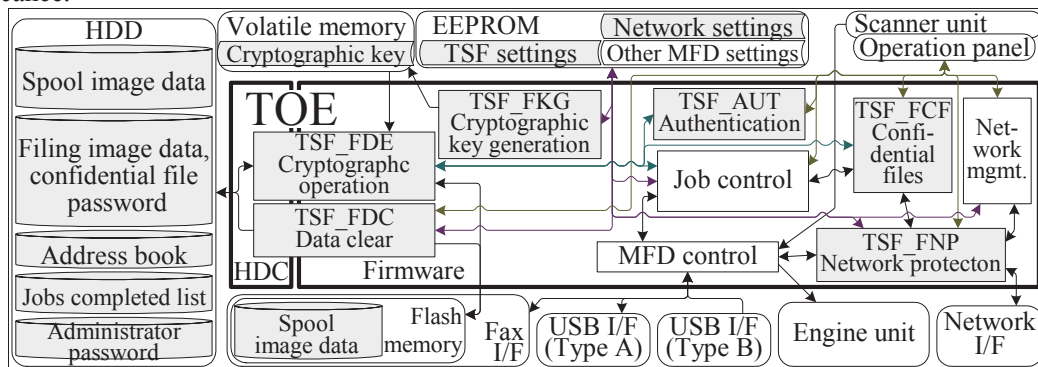 HDD
Spool image data
Filing image data,
confidential file
password
Address book
Jobs completed list
Administrator
password
Volatile memory
Cryptographic key
EEPROM
Network settings
TSF settings
Other MFD settings
Scanner unit
Operation panel
TOE
HDC
Firmware
TSF_FDE
Cryptographc
operation
TSF_FDC
Data clear
TSF_FKG
Cryptographic
key generation
TSF_AUT
Authentication
Job control
TSF_FCF
Confi-
dential
files
Net-
work
mgmt.
MFD control
TSF_FNP
Network protecton
Spool
image data
Flash
memory
Fax
I/F
USB I/F
(Type A)
USB I/F
(Type B)
Engine unit
Network
I/F